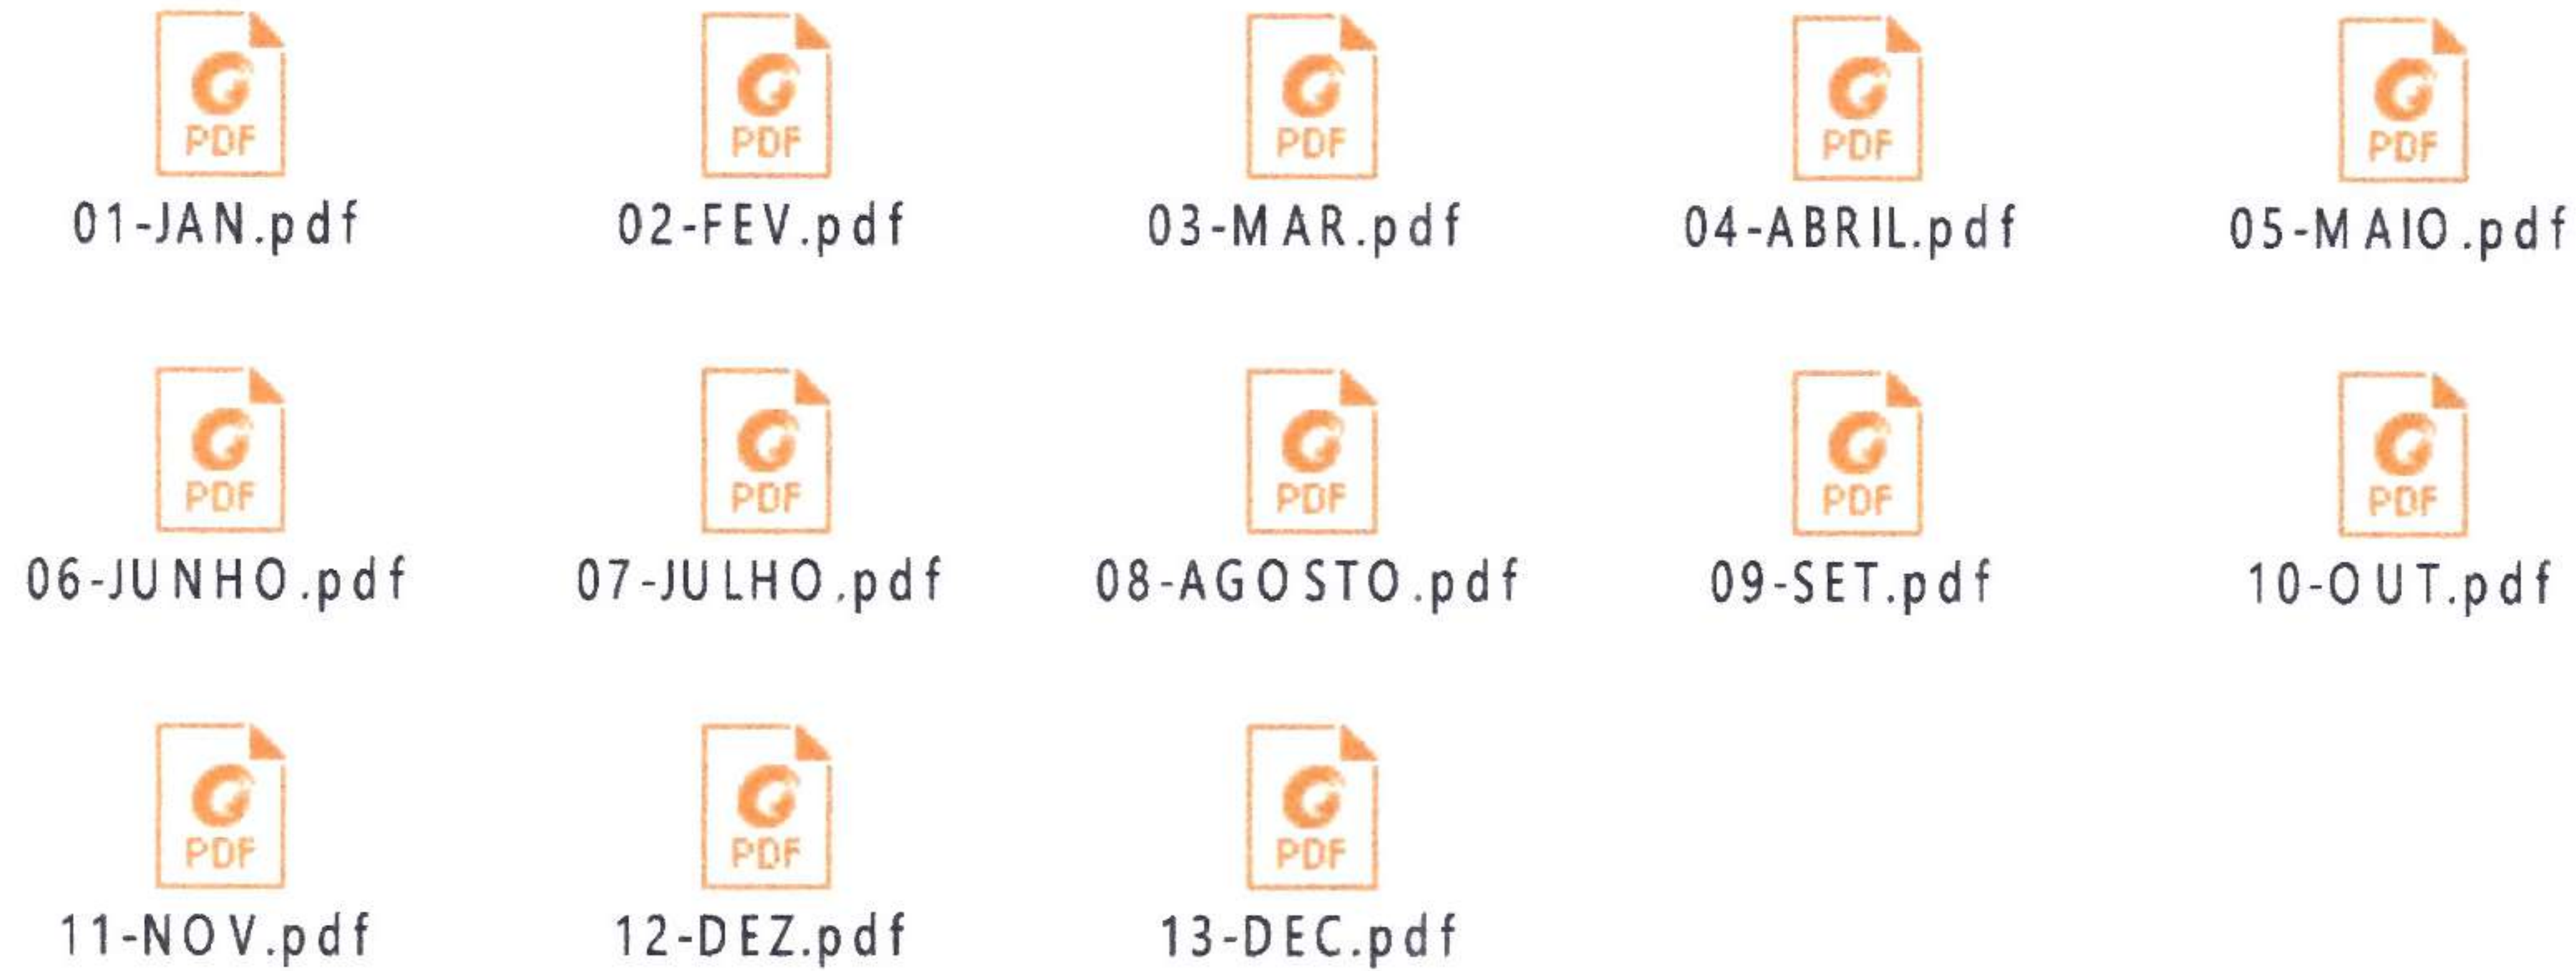 PDF PDF PDF PDF PDF
01-JAN.pdf 02-FEV.pdf 03-MAR.pdf 04-ABRIL.pdf 05-MAIO.pdf
PDF PDF PDF PDF PDF
06-JUNHO.pdf 07-JULHO.pdf 08-AGOSTO.pdf 09-SET.pdf 10-OUT.pdf
PDF PDF PDF
11-NOV.pdf 12-DEZ.pdf 13-DEC.pdf